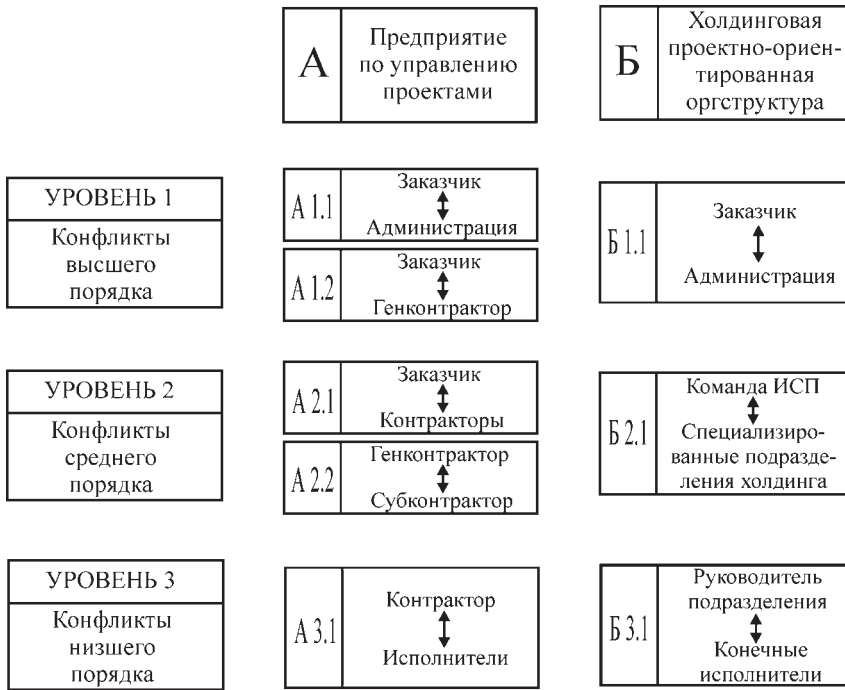 А
Предприятие
по управлению
проектами
Б
Холдинговая
проектно-ориен-
тированная
оргструктура
УРОВЕНЬ 1
Конфликты
высшего
порядка
А 1.1
Заказчик
Администрация
А 1.2
Заказчик
Генконтрактор
Б 1.1
Заказчик
Администрация
УРОВЕНЬ 2
Конфликты
среднего
порядка
А 2.1
Заказчик
Контракторы
А 2.2
Генконтрактор
Субконтрактор
Б 2.1
Команда ИСП
Специализиро-
ванные подразде-
ления холдинга
УРОВЕНЬ 3
Конфликты
низшего
порядка
А 3.1
Контрактор
Исполнители
Б 3.1
Руководитель
подразделения
Конечные
исполнители